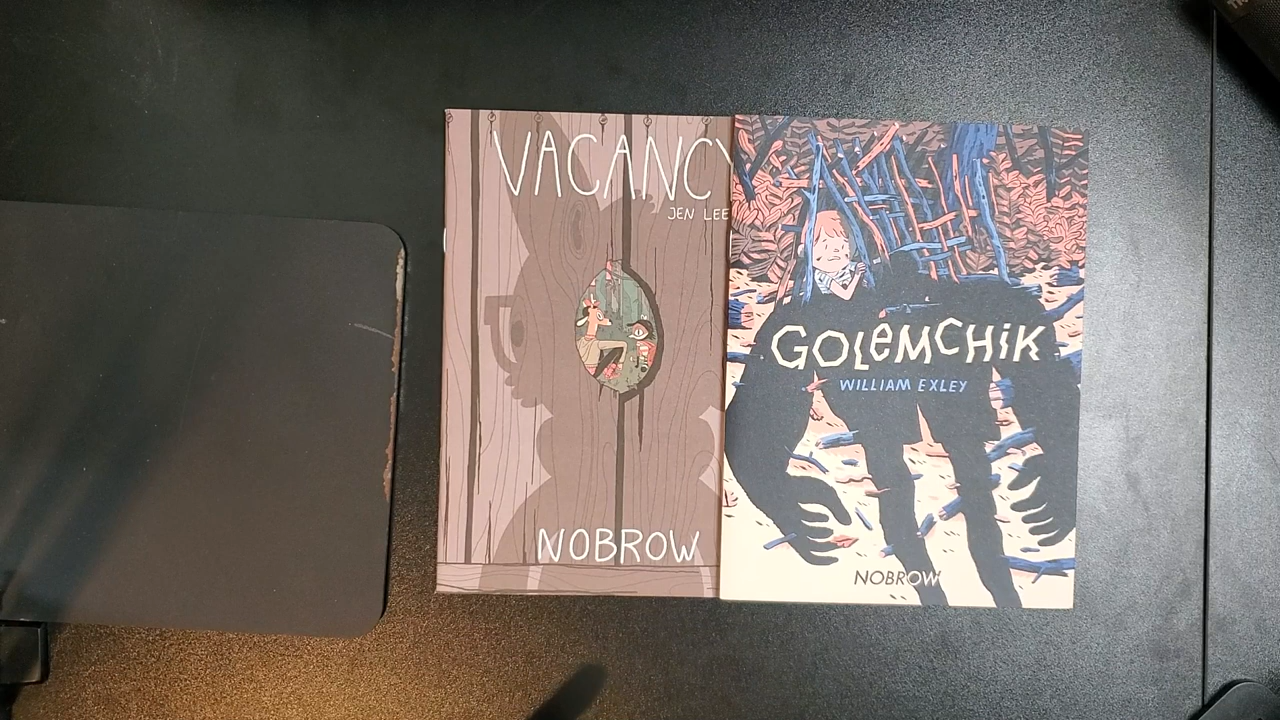 VACANCY
JEN LEE
NOBROW
GOLEMCHIK
WILLIAM EXLEY
NOBROW